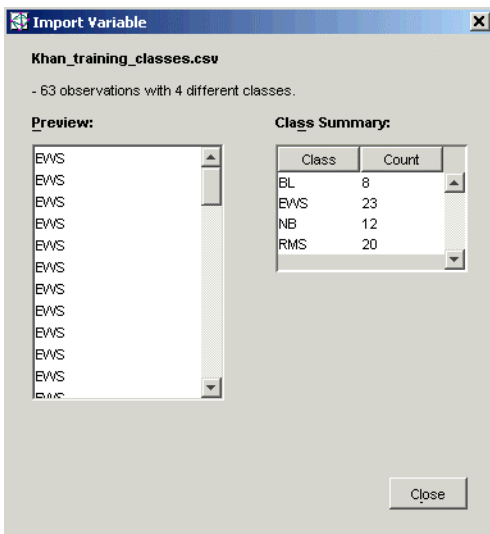 Import Variable
Khan_training_classes.csv
- 63 observations with 4 different classes.
Preview:
EWS
EWS
EWS
EWS
EWS
EWS
EWS
EWS
EWS
EWS
EWS
EWS
Class Summary:
Class Count
BL 8
EWS 23
NB 12
RMS 20
Close